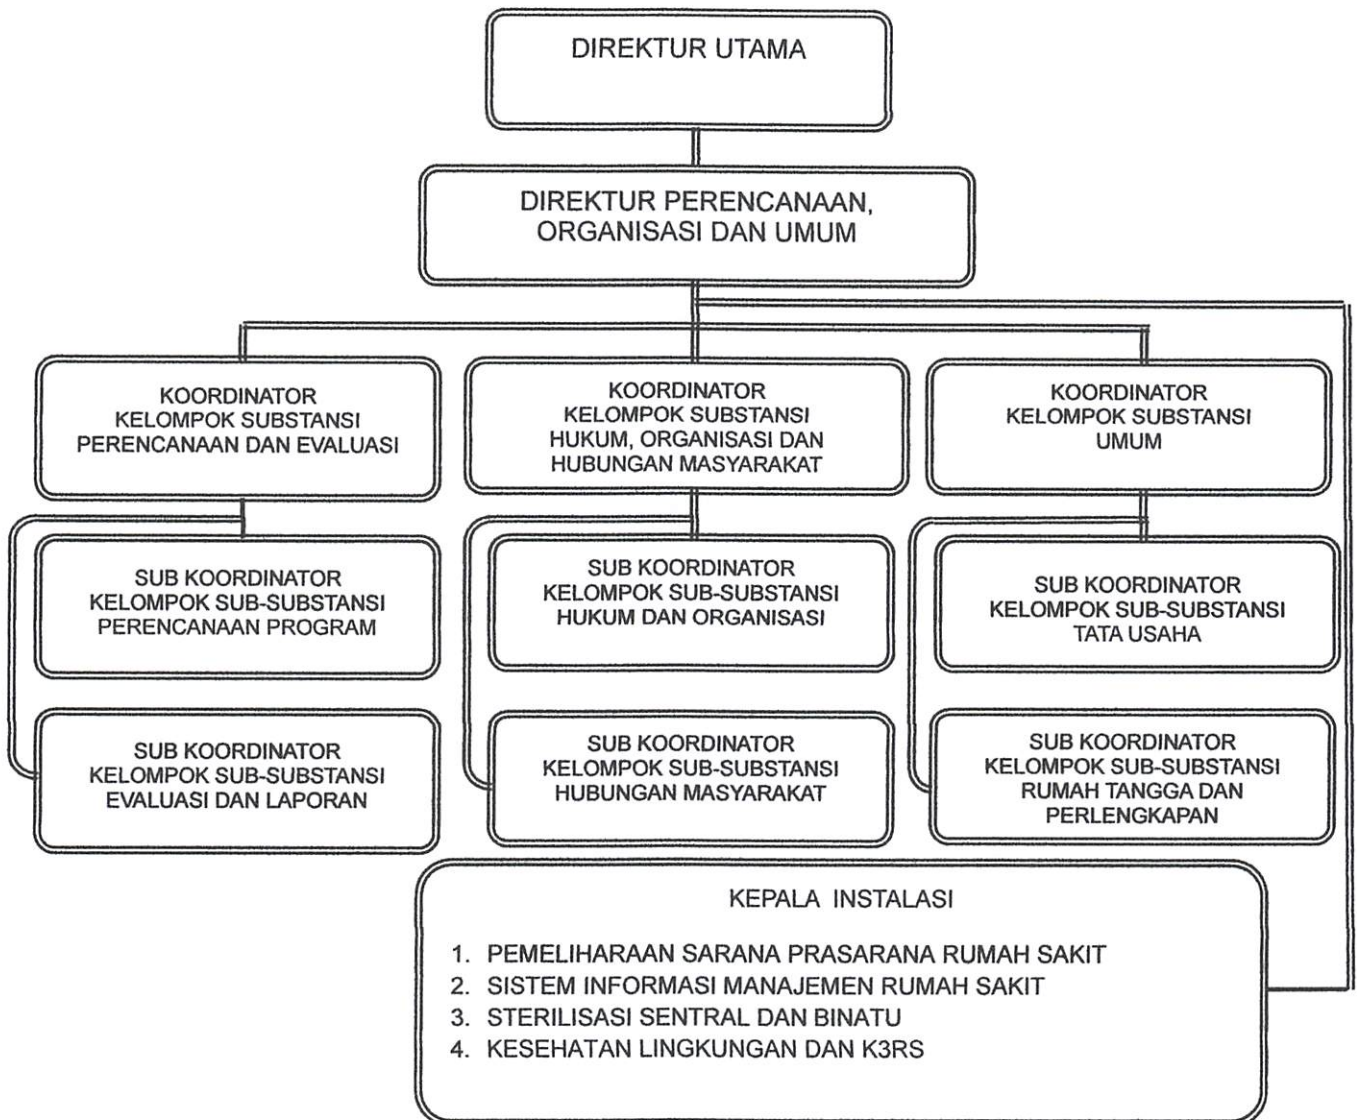 DIREKTUR UTAMA
DIREKTUR PERENCANAAN,
ORGANISASI DAN UMUM
KOORDINATOR
KELOMPOK SUBSTANSI
PERENCANAAN DAN EVALUASI
KOORDINATOR
KELOMPOK SUBSTANSI
HUKUM, ORGANISASI DAN
HUBUNGAN MASYARAKAT
KOORDINATOR
KELOMPOK SUBSTANSI
UMUM
SUB KOORDINATOR
KELOMPOK SUB-SUBSTANSI
PERENCANAAN PROGRAM
SUB KOORDINATOR
KELOMPOK SUB-SUBSTANSI
HUKUM DAN ORGANISASI
SUB KOORDINATOR
KELOMPOK SUB-SUBSTANSI
TATA USAHA
SUB KOORDINATOR
KELOMPOK SUB-SUBSTANSI
EVALUASI DAN LAPORAN
SUB KOORDINATOR
KELOMPOK SUB-SUBSTANSI
HUBUNGAN MASYARAKAT
SUB KOORDINATOR
KELOMPOK SUB-SUBSTANSI
RUMAH TANGGA DAN
PERLENGKAPAN
KEPALA INSTALASI
1. PEMELIHARAAN SARANA PRASARANA RUMAH SAKIT
2. SISTEM INFORMASI MANAJEMEN RUMAH SAKIT
3. STERILISASI SENTRAL DAN BINATU
4. KESEHATAN LINGKUNGAN DAN K3RS